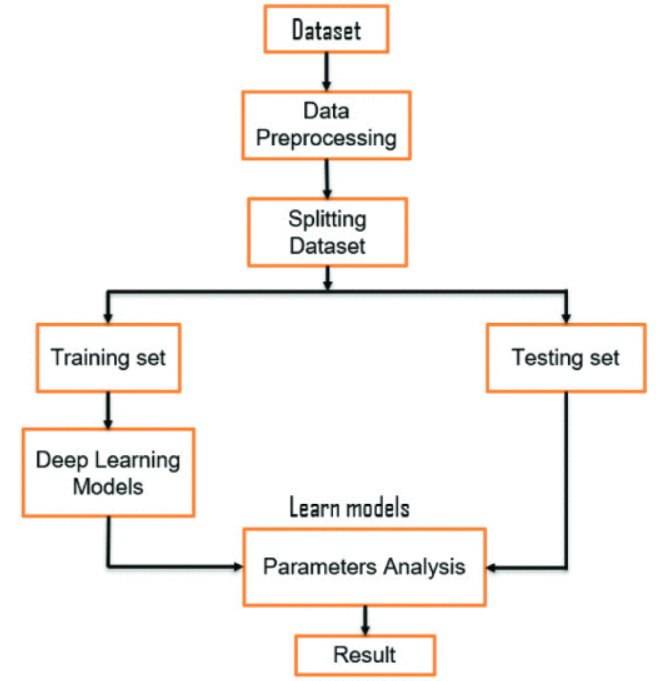 Dataset
Data
Preprocessing
Splitting
Dataset
Training set
Testing set
Deep Learning
Models
Learn models
Parameters Analysis
Result